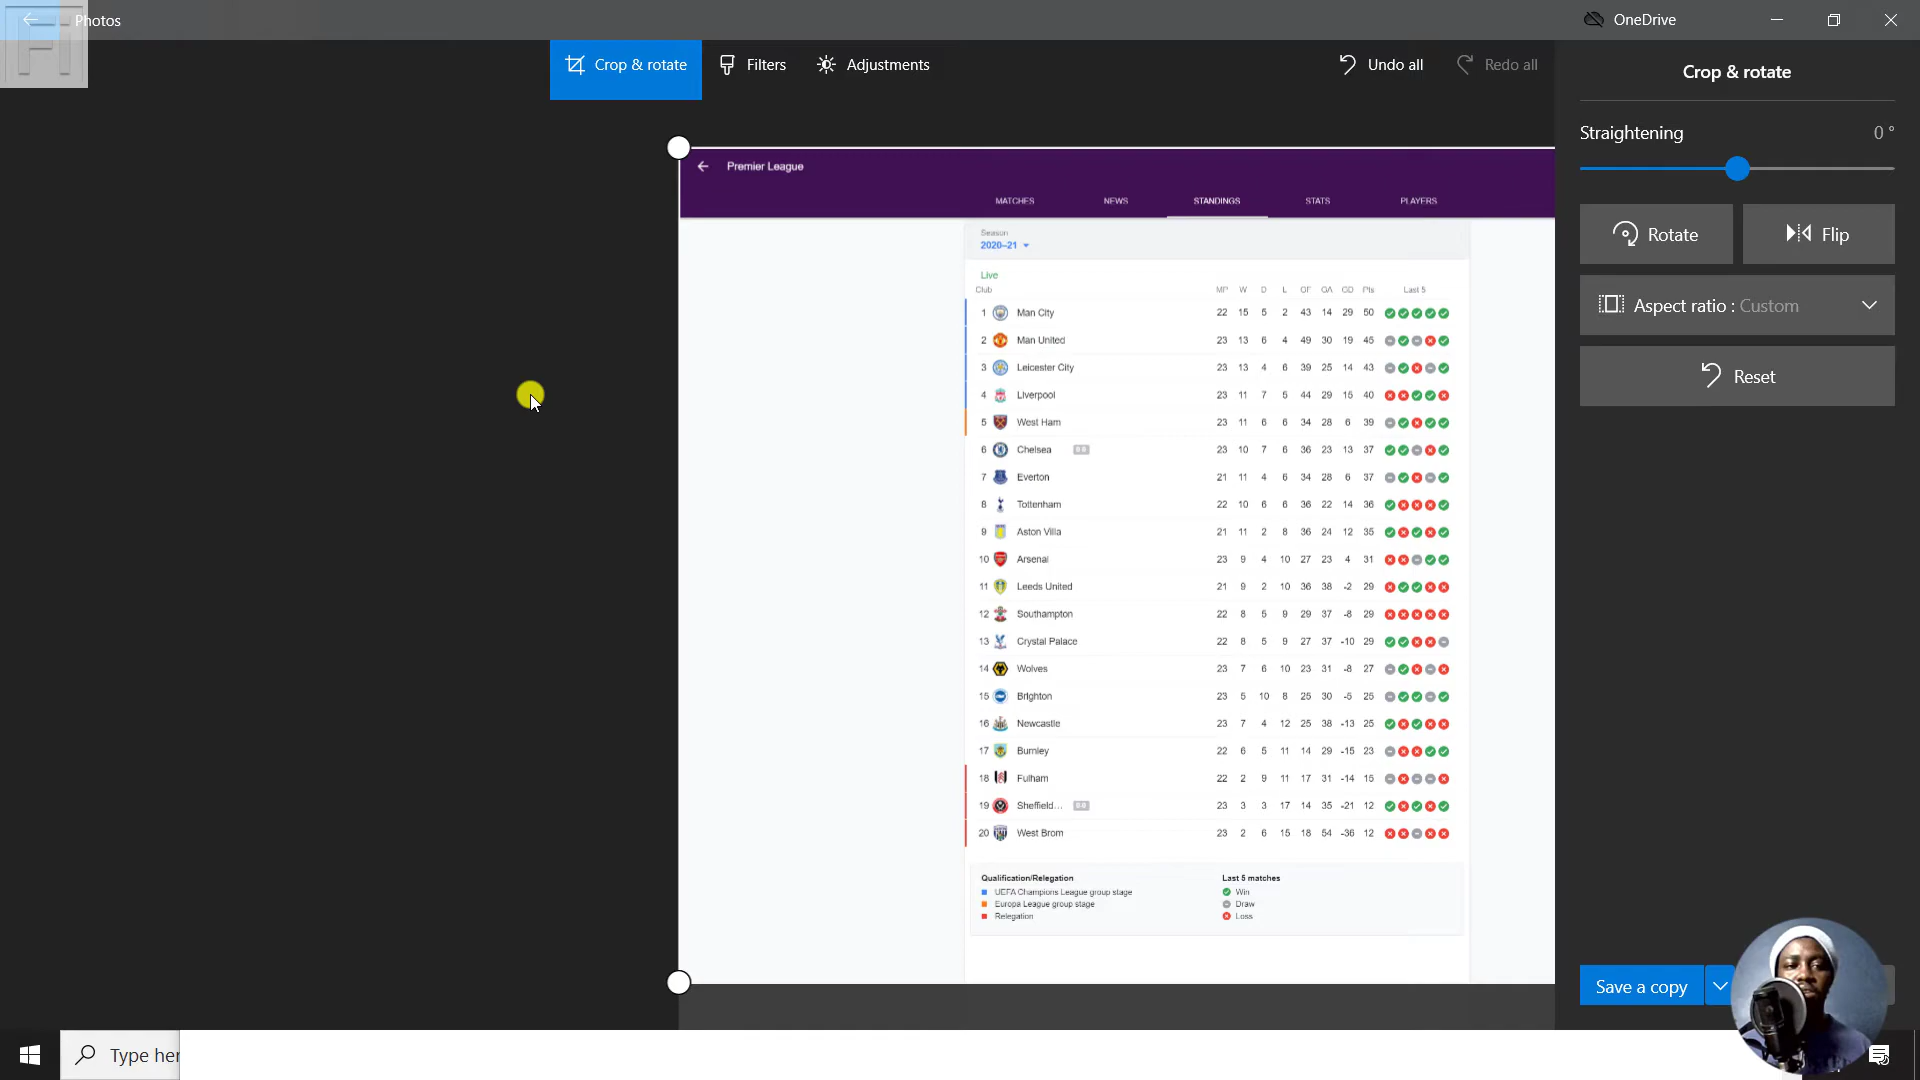 Photos
OneDrive
Crop & rotate
Filters
Adjustments
Undo all
Redo all
Crop & rotate
Straightening 0 °
Rotate
Flip
Aspect ratio : Custom
Reset
Premier League
MATCHES NEWS STANDINGS STATS PLAYERS
Season
2020–21
Live
Club MP W D L GF GA GD Pts Last 5
1 Man City 22 15 5 2 43 14 29 50
2 Man United 23 13 6 4 49 30 19 45
3 Leicester City 23 13 4 6 39 25 14 43
4 Liverpool 23 11 7 5 44 29 15 40
5 West Ham 23 11 6 6 34 28 6 39
6 Chelsea 23 10 7 6 36 23 13 37
7 Everton 21 11 4 6 34 28 6 37
8 Tottenham 22 10 6 6 36 22 14 36
9 Aston Villa 21 11 2 8 36 24 12 35
10 Arsenal 23 9 4 10 27 23 4 31
11 Leeds United 21 9 2 10 36 38 -2 29
12 Southampton 22 8 5 9 29 37 -8 29
13 Crystal Palace 22 8 5 9 27 37 -10 29
14 Wolves 23 7 6 10 23 31 -8 27
15 Brighton 23 5 10 8 25 30 -5 25
16 Newcastle 23 7 4 12 25 38 -13 25
17 Burnley 22 6 5 11 14 29 -15 23
18 Fulham 22 2 9 11 17 31 -14 15
19 Sheffield... 23 3 3 17 14 35 -21 12
20 West Brom 23 2 6 15 18 54 -36 12
Qualification/Relegation
UEFA Champions League group stage
Europa League group stage
Relegation
Last 5 matches
Win
Draw
Loss
Save a copy
Type her